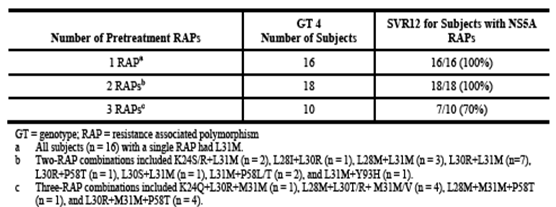 Number of Pretreatment RAPs
GT 4
Number of Subjects
SVR12 for Subjects with NS5A
RAPs
1 RAPa
16
16/16 (100%)
2 RAPsb
18
18/18 (100%)
3 RAPsc
10
7/10 (70%)
GT = genotype; RAP = resistance associated polymorphism
a All subjects (n = 16) with a single RAP had L31M.
b Two-RAP combinations included K24S/R+L31M (n = 2), L28I+L30R (n = 1), L28M+L31M (n = 3), L30R+L31M (n=7),
L30R+P58T (n = 1), L30S+L31M (n = 1), L31M+P58L/T (n = 2), and L31M+Y93H (n = 1).
c Three-RAP combinations included K24Q+L30R+M31M (n = 1), L28M+L30T/R+ M31M/V (n = 4), L28M+M31M+P58T
(n = 1), and L30R+M31M+P58T (n = 4).